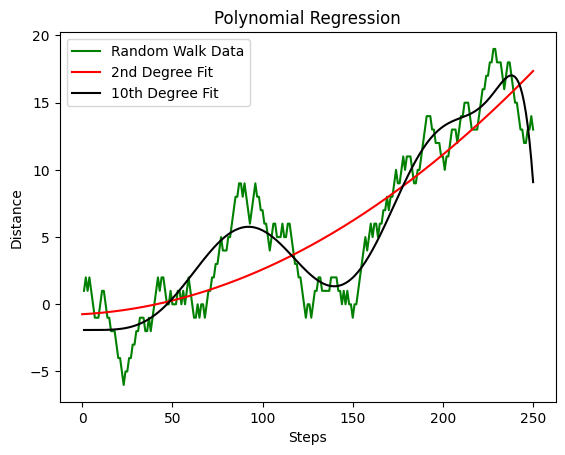 Polynomial Regression
Random Walk Data
2nd Degree Fit
10th Degree Fit
20
15
10
5
0
−5
Distance
0 50 100 150 200 250
Steps